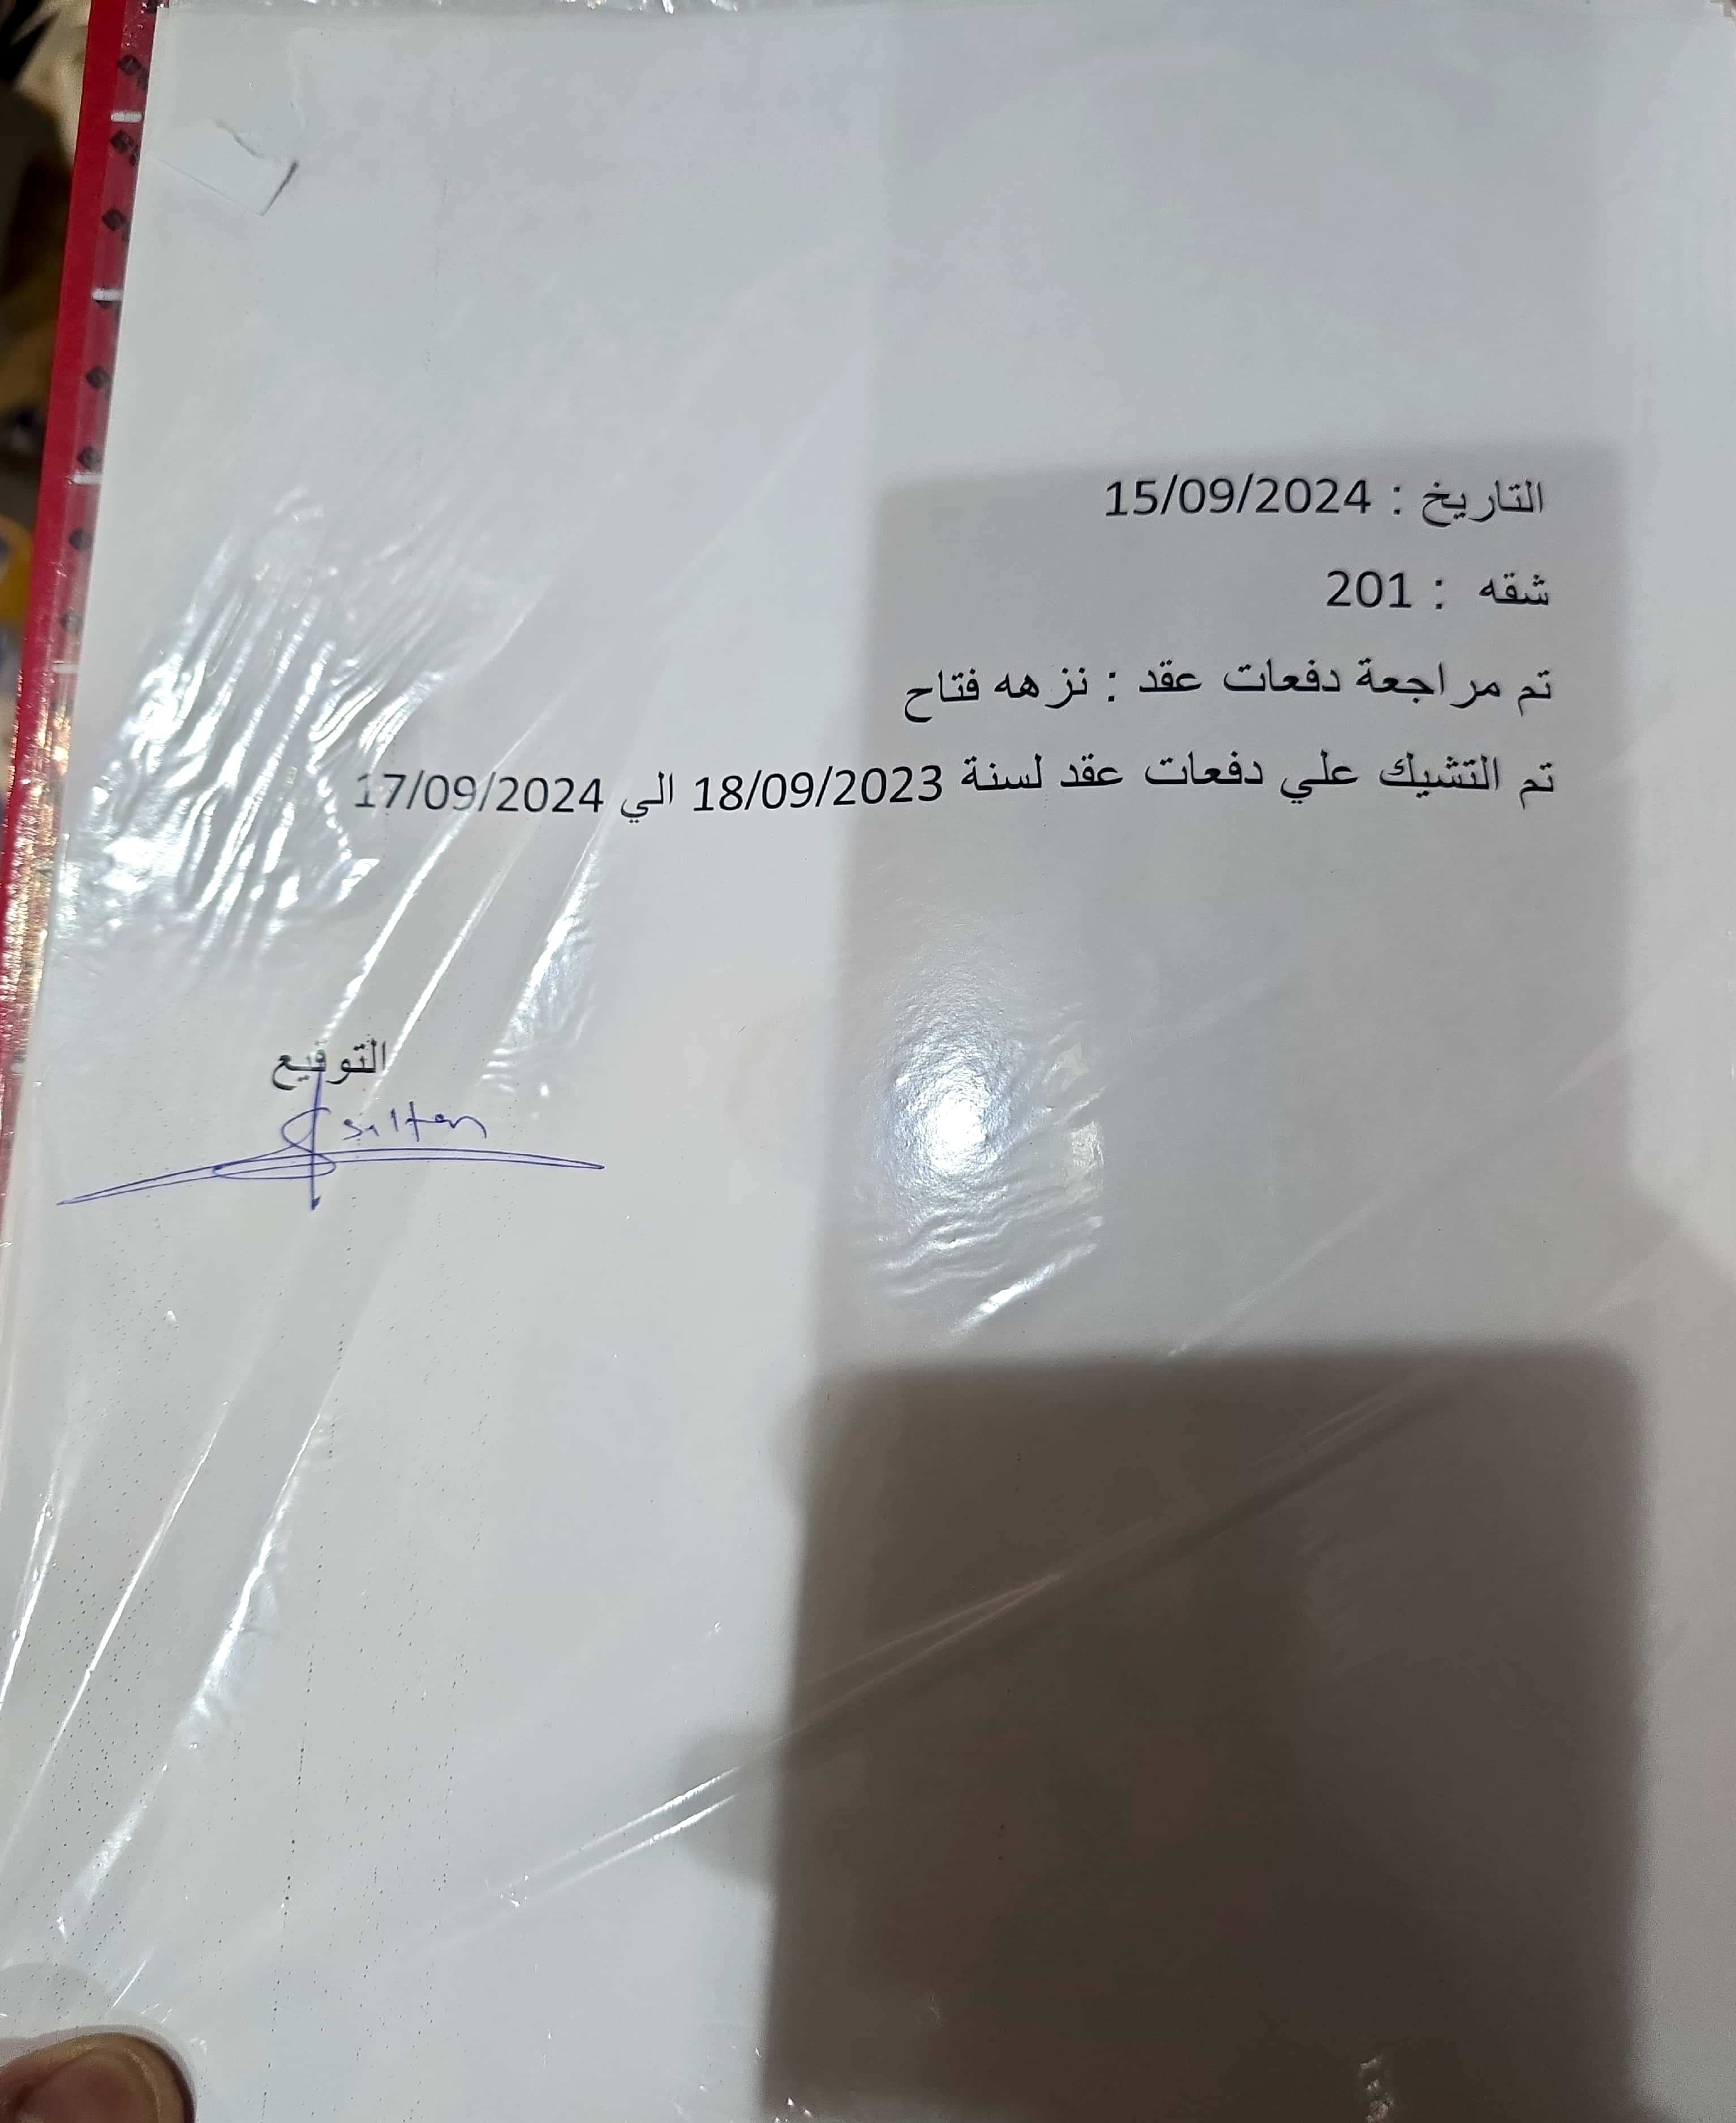 التاريخ : 15/09/2024
شقه : 201
تم مراجعة دفعات عقد : نزهه فتاح
تم التشيك علي دفعات عقد لسنة 18/09/2023 الي 17/09/2024
التوقيع
sultan